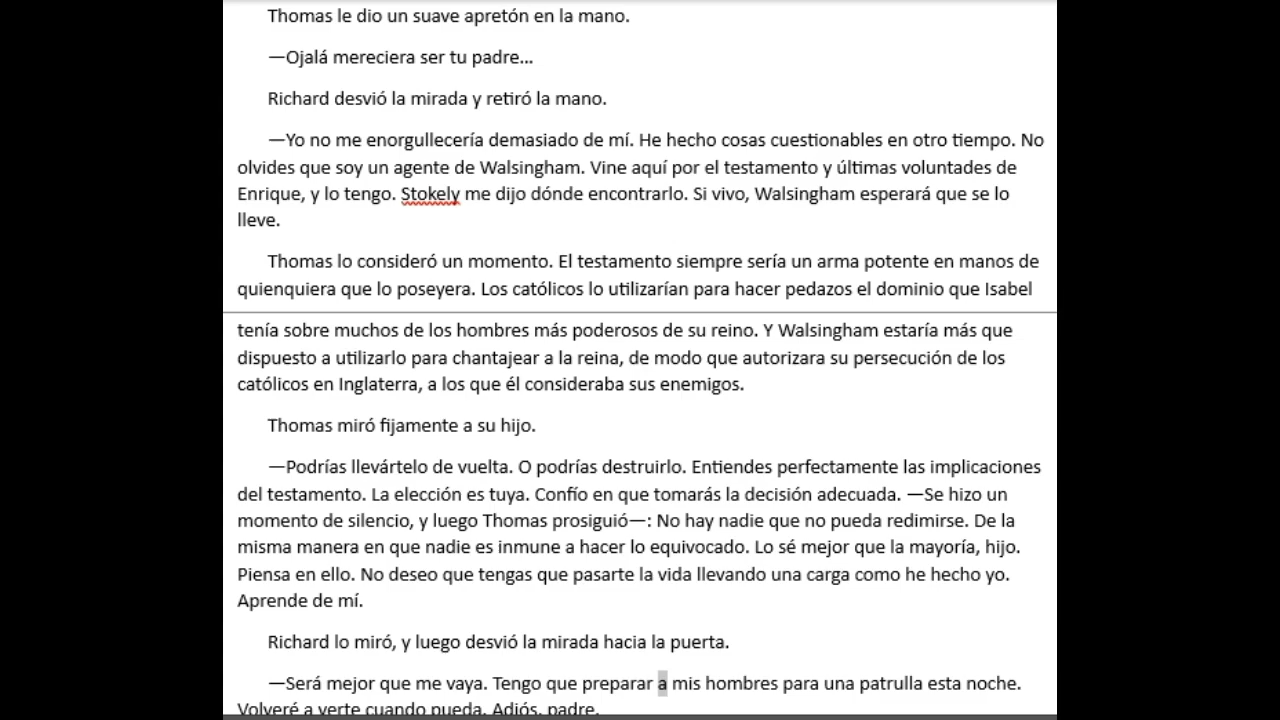 Thomas le dio un suave apretón en la mano.
—Ojalá mereciera ser tu padre...
Richard desvió la mirada y retiró la mano.
—Yo no me enorgullecería demasiado de mí. He hecho cosas cuestionables en otro tiempo. No
olvides que soy un agente de Walsingham. Vine aquí por el testamento y últimas voluntades de
Enrique, y lo tengo. Stokely me dijo dónde encontrarlo. Si vivo, Walsingham esperará que se lo
lleve.
Thomas lo consideró un momento. El testamento siempre sería un arma potente en manos de
quienquiera que lo poseyera. Los católicos lo utilizarían para hacer pedazos el dominio que Isabel
tenía sobre muchos de los hombres más poderosos de su reino. Y Walsingham estaría más que
dispuesto a utilizarlo para chantajear a la reina, de modo que autorizara su persecución de los
católicos en Inglaterra, a los que él consideraba sus enemigos.
Thomas miró fijamente a su hijo.
—Podrías llevártelo de vuelta. O podrías destruirlo. Entiendes perfectamente las implicaciones
del testamento. La elección es tuya. Confío en que tomarás la decisión adecuada. —Se hizo un
momento de silencio, y luego Thomas prosiguió—: No hay nadie que no pueda redimirse. De la
misma manera en que nadie es inmune a hacer lo equivocado. Lo sé mejor que la mayoría, hijo.
Piensa en ello. No deseo que tengas que pasarte la vida llevando una carga como he hecho yo.
Aprende de mí.
Richard lo miró, y luego desvió la mirada hacia la puerta.
—Será mejor que me vaya. Tengo que preparar a mis hombres para una patrulla esta noche.
Volveré a verte cuando pueda. Adiós, padre.